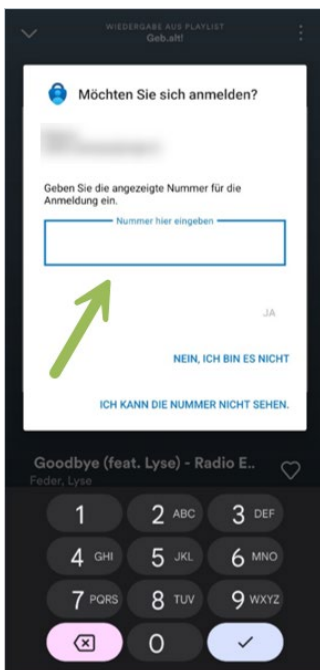 WIEDERGABE AUS PLAYLIST
Geb.alt!
Möchten Sie sich anmelden?
Geben Sie die angezeigte Nummer für die
Anmeldung ein.
Nummer hier eingeben
JA
NEIN, ICH BIN ES NICHT
ICH KANN DIE NUMMER NICHT SEHEN.
Goodbye (feat. Lyse) - Radio E..
Feder, Lyse
1 2 ABC 3 DEF
4 GHI 5 JKL 6 MNO
7 PQRS 8 TUV 9 WXYZ
0